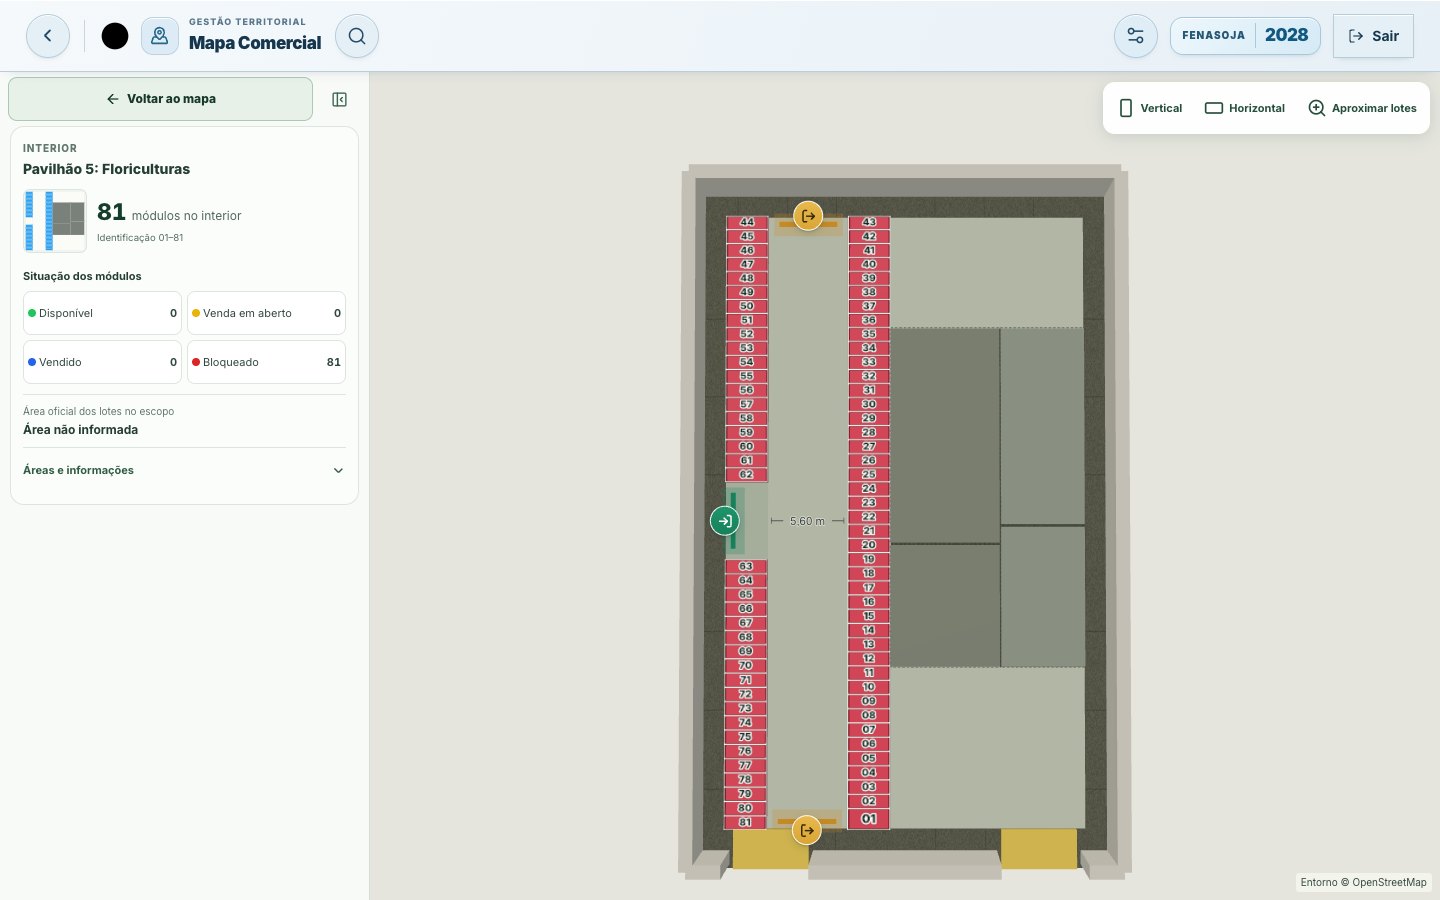 GESTÃO TERRITORIAL
Mapa Comercial
FENASOJA 2028
Sair
Voltar ao mapa
INTERIOR
Pavilhão 5: Floriculturas
81 módulos no interior
Identificação 01–81
Situação dos módulos
Disponível 0
Venda em aberto 0
Vendido 0
Bloqueado 81
Área oficial dos lotes no escopo
Área não informada
Áreas e informações
Vertical
Horizontal
Aproximar lotes
44 43
45 42
46 41
47 40
48 39
49 38
50 37
51 36
52 35
53 34
54 33
55 32
56 31
57 30
58 29
59 28
60 27
61 26
62 25
24
23
22
5,60 m
21
20
63 19
64 18
65 17
66 16
67 15
68 14
69 13
70 12
71 11
72 10
73 09
74 08
75 07
76 06
77 05
78 04
79 03
80 02
81 01
Entorno © OpenStreetMap